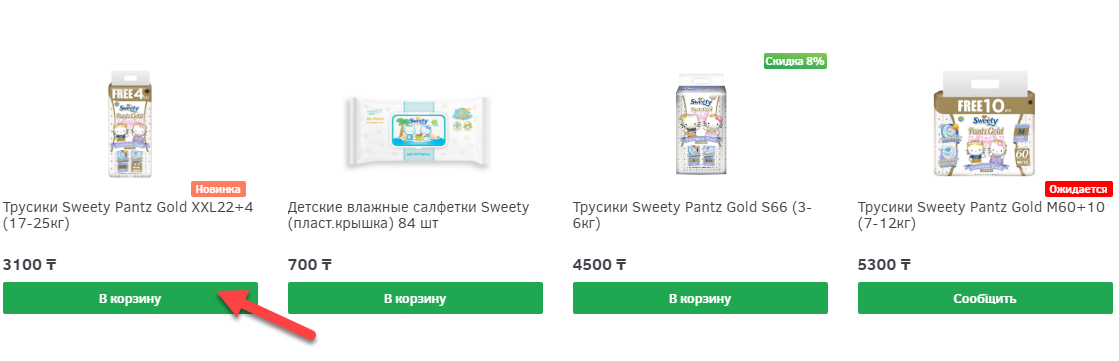 Скидка 8%
FREE 4
Sweety
PantzGold
Sweety
Sweety
FREE 10
Sweety
PantzGold
M
60
Новинка
Ожидается
Трусики Sweety Pantz Gold XXL22+4
(17-25кг)
Детские влажные салфетки Sweety
(пласт.крышка) 84 шт
Трусики Sweety Pantz Gold S66 (3-
6кг)
Трусики Sweety Pantz Gold M60+10
(7-12кг)
3100 ₸
700 ₸
4500 ₸
5300 ₸
В корзину
В корзину
В корзину
Сообщить